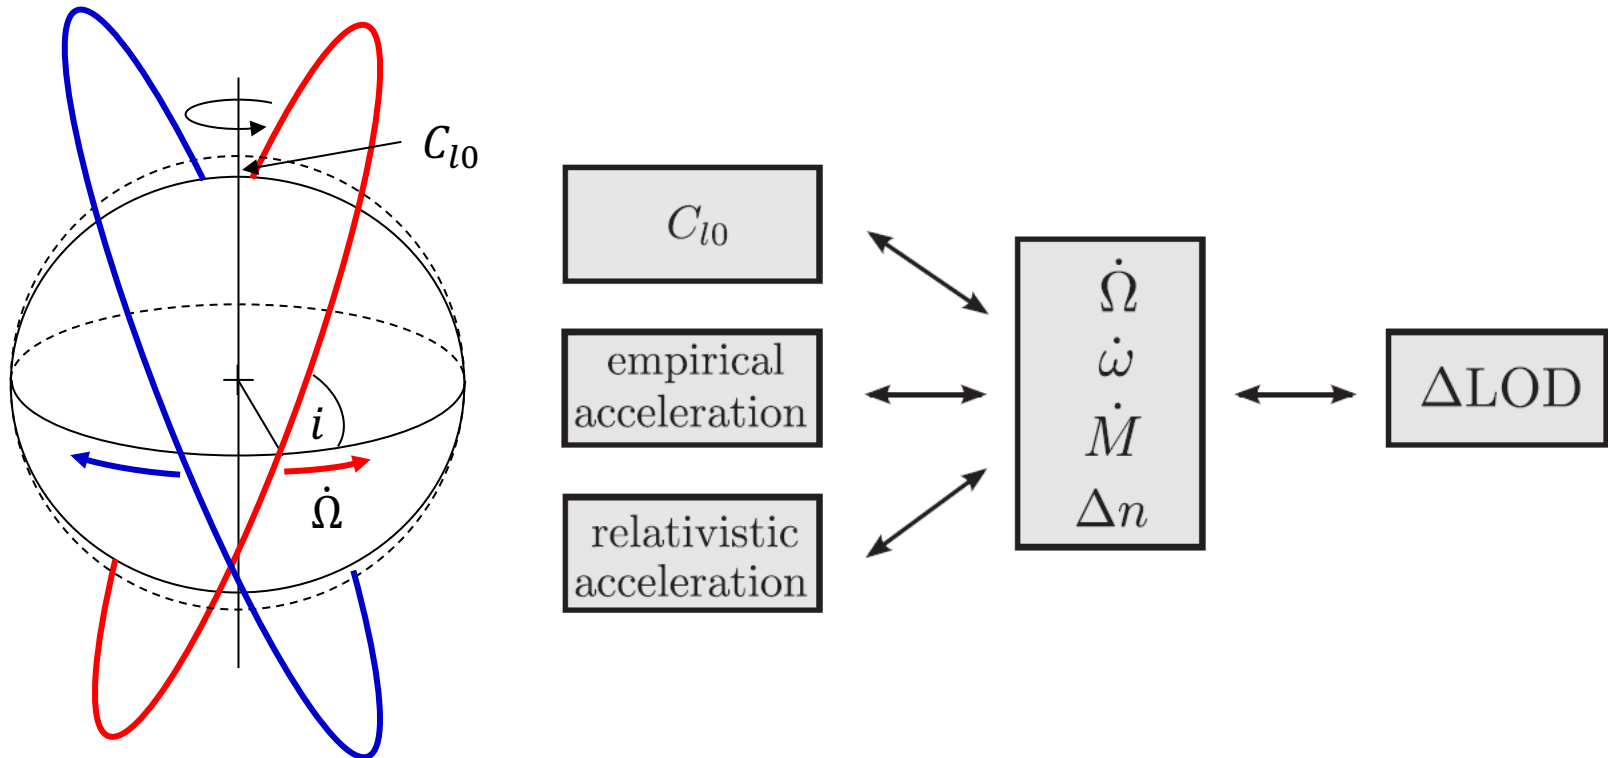 C_{l0}
i
Ω̇
C_{l0}
empirical
acceleration
relativistic
acceleration
Ω̇
ω̇
Ṁ
Δn
ΔLOD